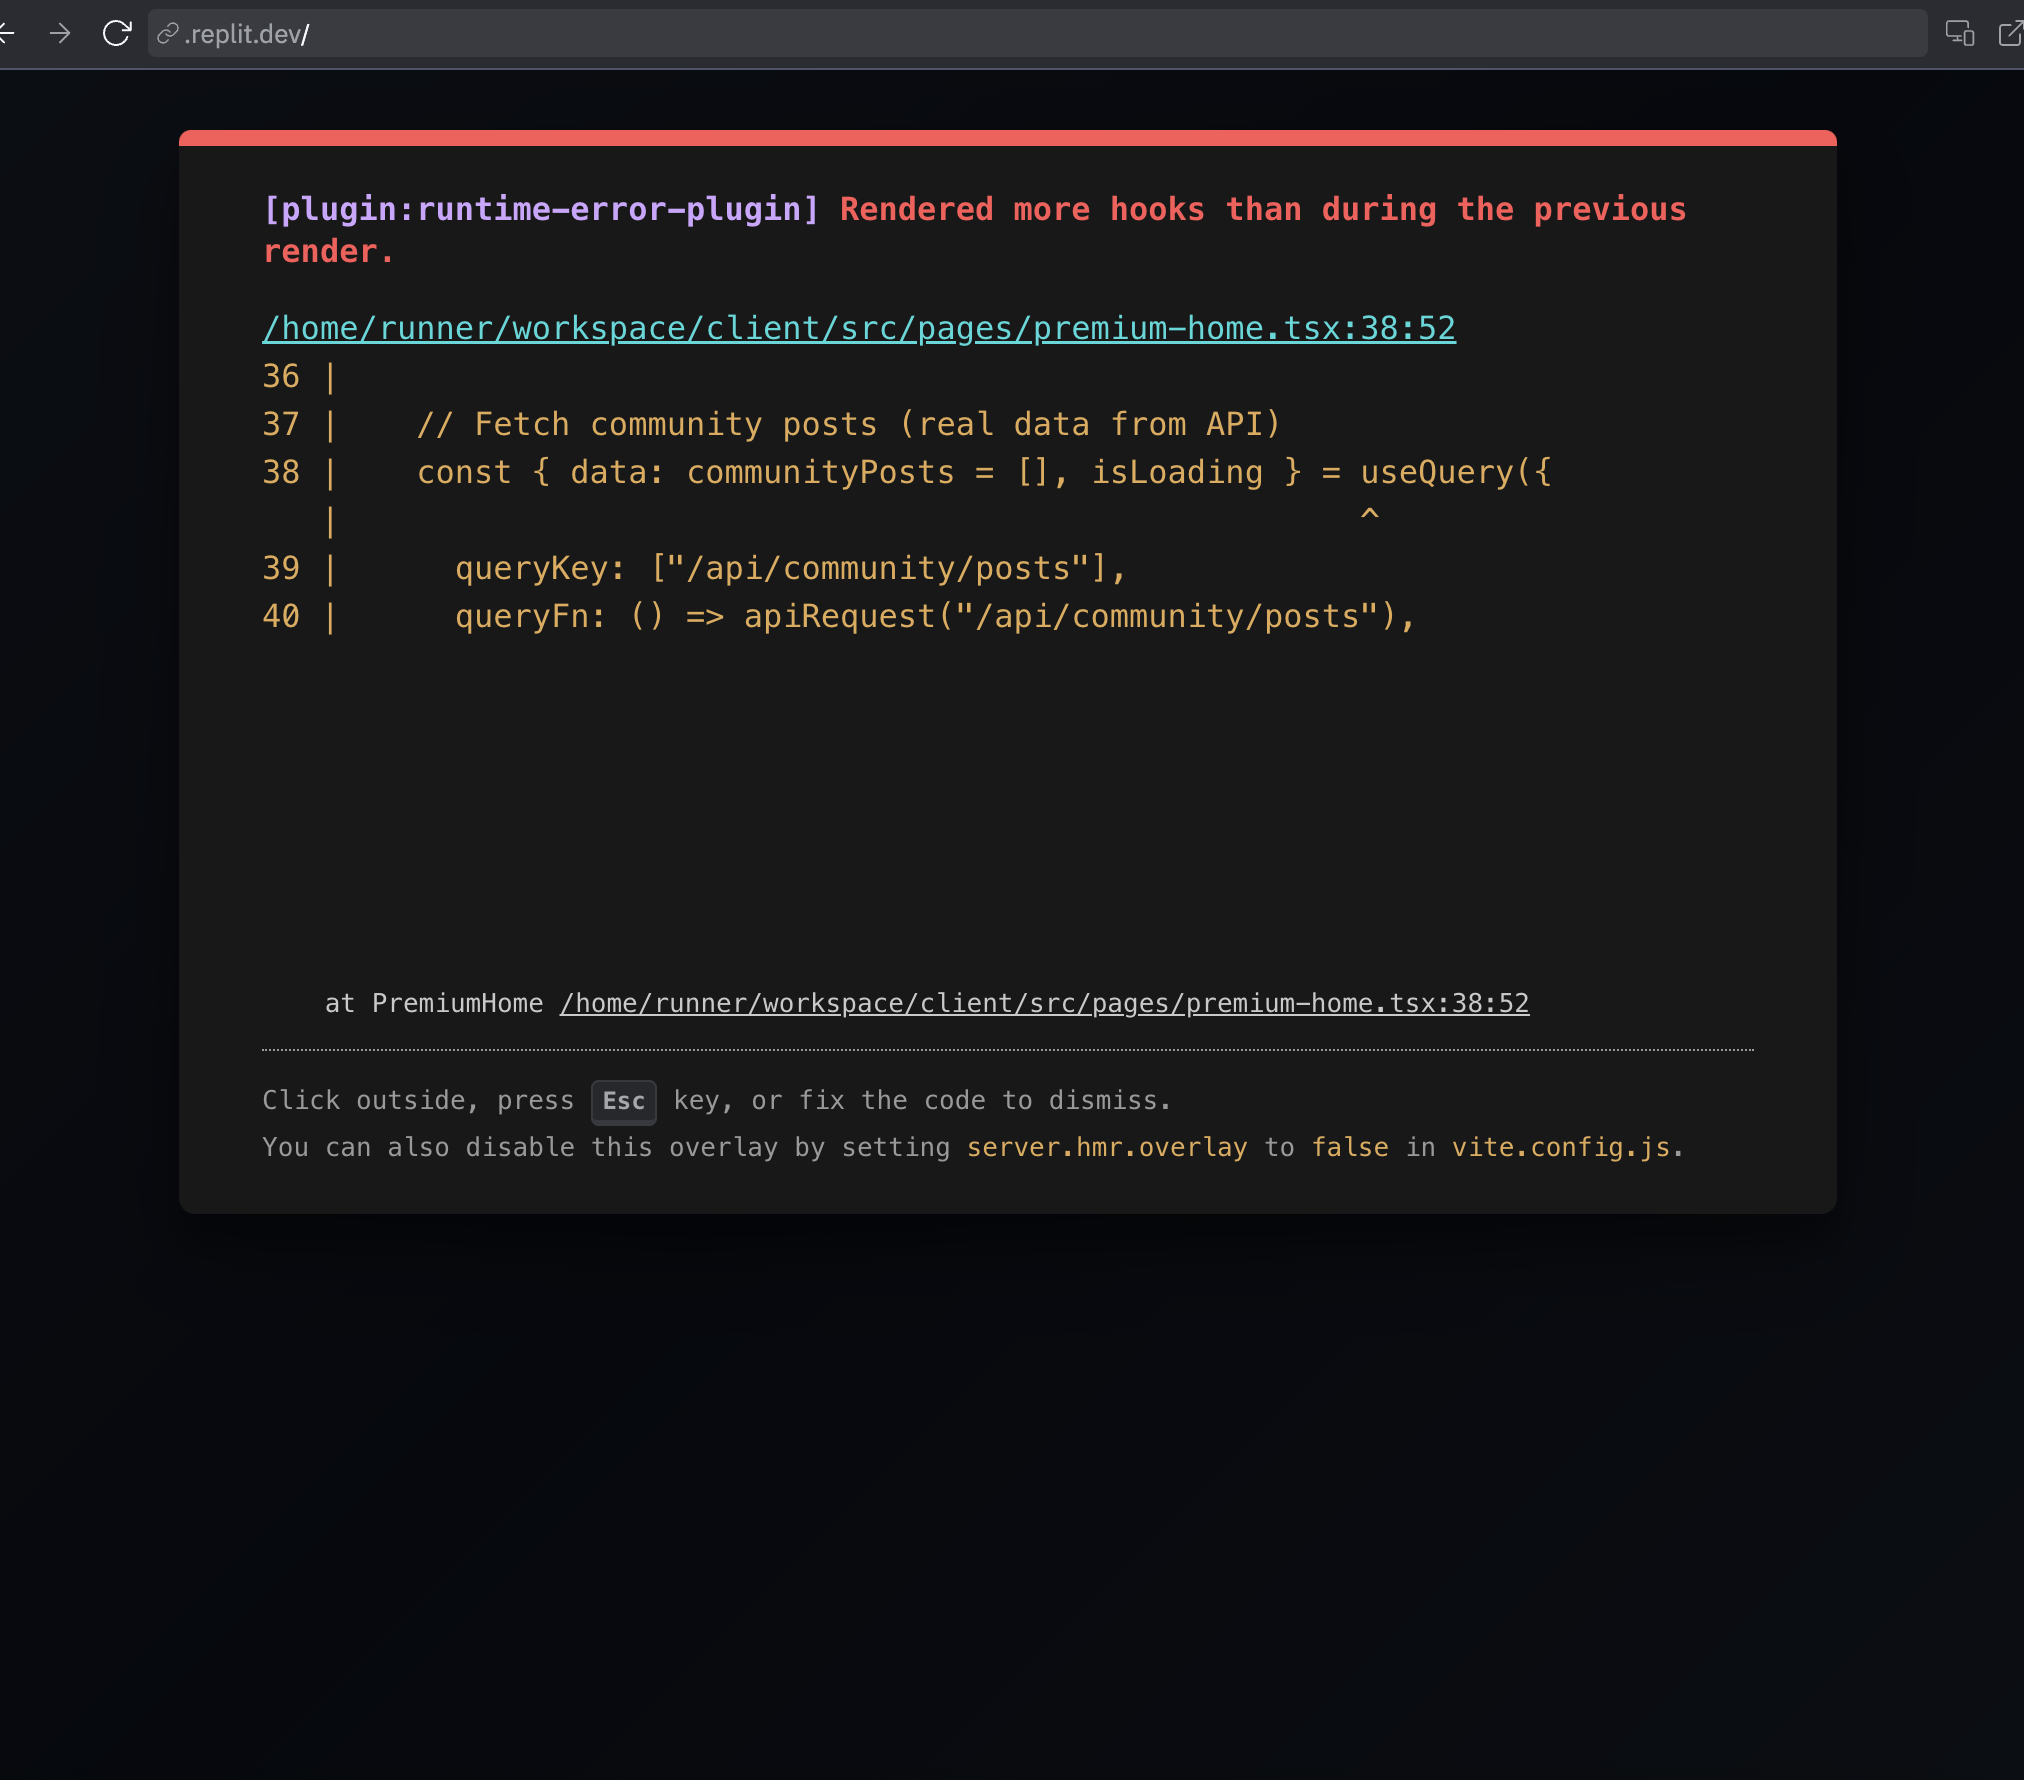 .replit.dev/
[plugin:runtime-error-plugin] Rendered more hooks than during the previous
render.
/home/runner/workspace/client/src/pages/premium-home.tsx:38:52
36 |
37 |    // Fetch community posts (real data from API)
38 |    const { data: communityPosts = [], isLoading } = useQuery({
   |                                                     ^
39 |      queryKey: ["/api/community/posts"],
40 |      queryFn: () => apiRequest("/api/community/posts"),
at PremiumHome /home/runner/workspace/client/src/pages/premium-home.tsx:38:52
Click outside, press Esc key, or fix the code to dismiss.
You can also disable this overlay by setting server.hmr.overlay to false in vite.config.js.